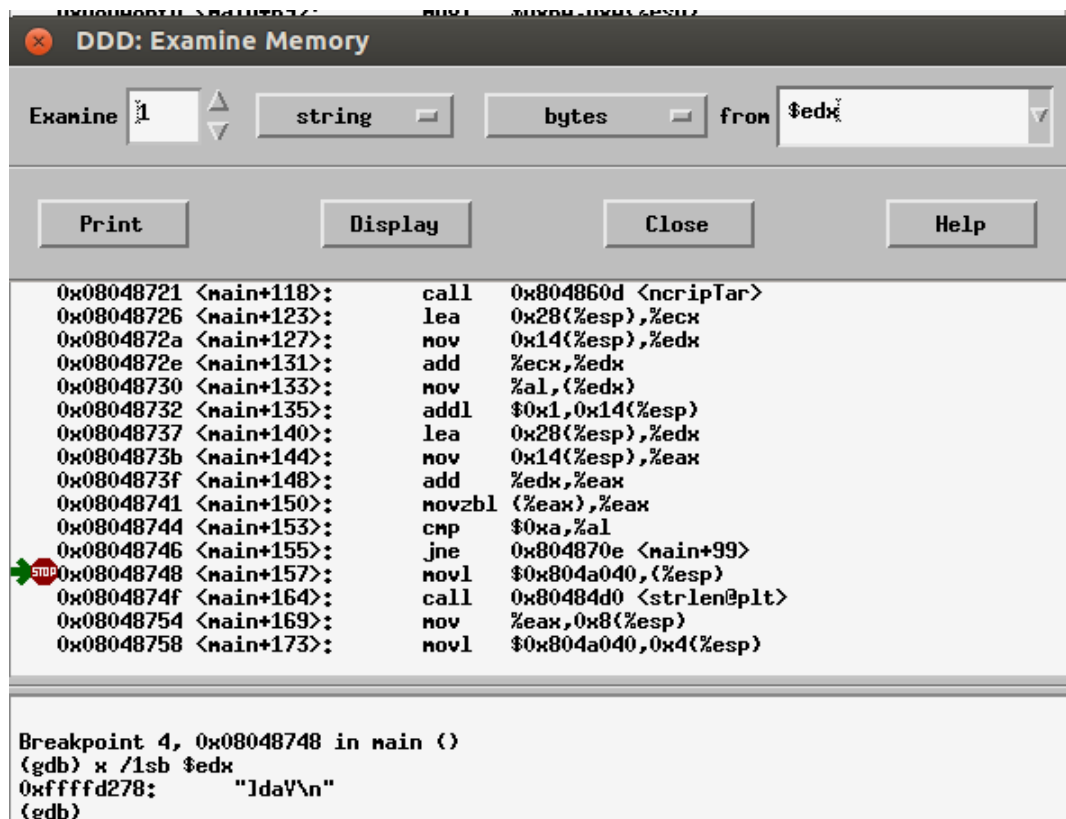 DDD: Examine Memory
Examine 1 string bytes from $edx
Print Display Close Help
0x08048721 <main+118>: call 0x804860d <ncripTar>
0x08048726 <main+123>: lea 0x28(%esp),%ecx
0x0804872a <main+127>: mov 0x14(%esp),%edx
0x0804872e <main+131>: add %ecx,%edx
0x08048730 <main+133>: mov %al,(%edx)
0x08048732 <main+135>: addl $0x1,0x14(%esp)
0x08048737 <main+140>: lea 0x28(%esp),%edx
0x0804873b <main+144>: mov 0x14(%esp),%eax
0x0804873f <main+148>: add %edx,%eax
0x08048741 <main+150>: movzbl (%eax),%eax
0x08048744 <main+153>: cmp $0xa,%al
0x08048746 <main+155>: jne 0x804870e <main+99>
STOP 0x08048748 <main+157>: movl $0x804a040,(%esp)
0x0804874f <main+164>: call 0x80484d0 <strlen@plt>
0x08048754 <main+169>: mov %eax,0x8(%esp)
0x08048758 <main+173>: movl $0x804a040,0x4(%esp)
Breakpoint 4, 0x08048748 in main ()
(gdb) x /1sb $edx
0xffffd278: "]daV\n"
(gdb)